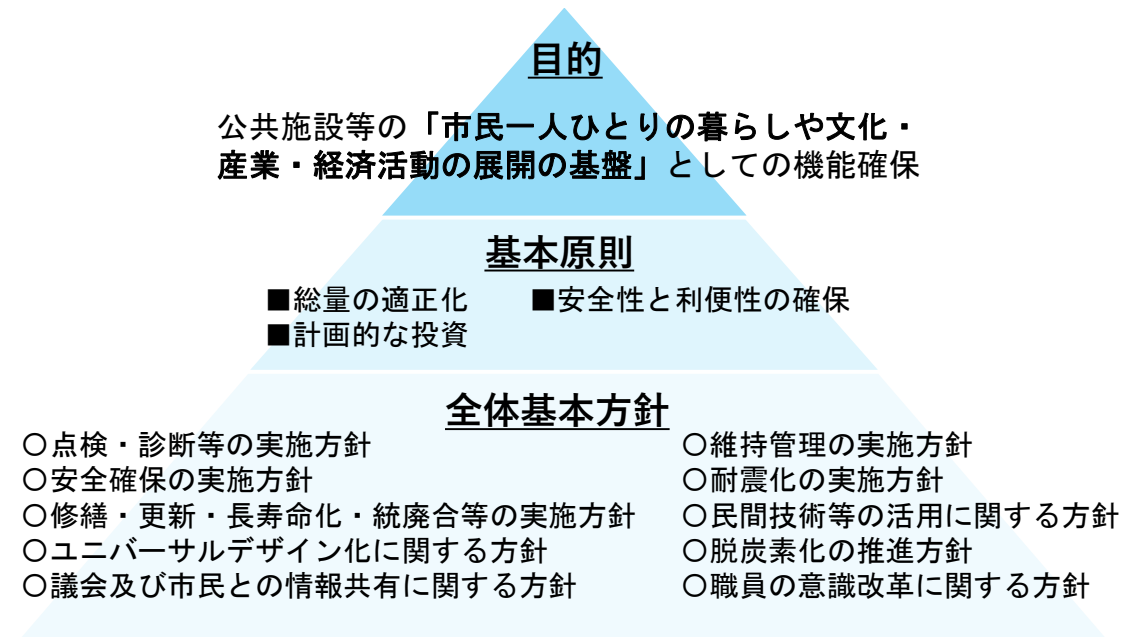 目的
公共施設等の「市民一人ひとりの暮らしや文化・
産業・経済活動の展開の基盤」としての機能確保
基本原則
■総量の適正化 ■安全性と利便性の確保
■計画的な投資
全体基本方針
○点検・診断等の実施方針 ○維持管理の実施方針
○安全確保の実施方針 ○耐震化の実施方針
○修繕・更新・長寿命化・統廃合等の実施方針 ○民間技術等の活用に関する方針
○ユニバーサルデザイン化に関する方針 ○脱炭素化の推進方針
○議会及び市民との情報共有に関する方針 ○職員の意識改革に関する方針